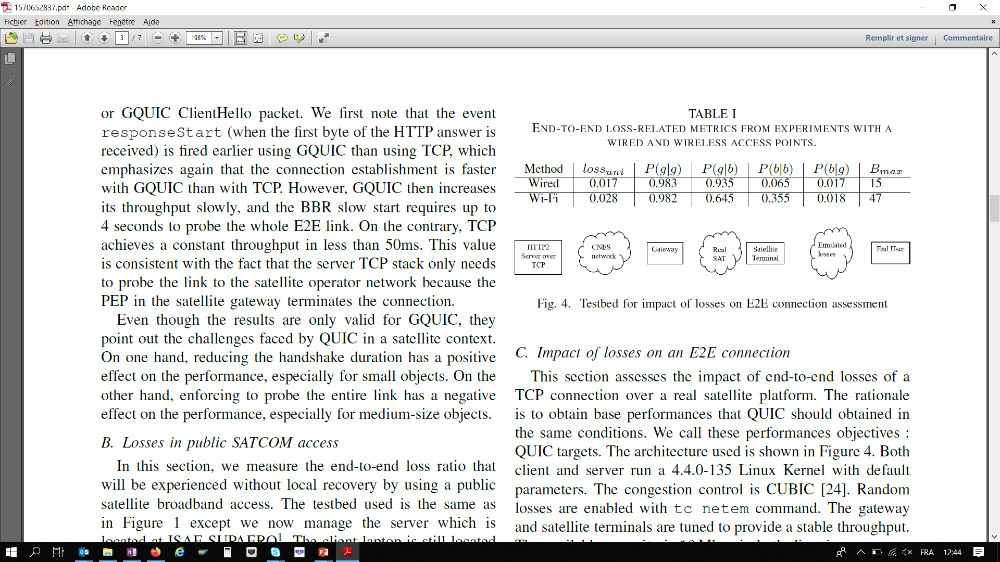 1570652837.pdf - Adobe Reader
Fichier Edition Affichage Fenêtre Aide
3 / 7 198% Remplir et signer Commentaire
or GQUIC ClientHello packet. We first note that the event
responseStart (when the first byte of the HTTP answer is
received) is fired earlier using GQUIC than using TCP, which
emphasizes again that the connection establishment is faster
with GQUIC than with TCP. However, GQUIC then increases
its throughput slowly, and the BBR slow start requires up to
4 seconds to probe the whole E2E link. On the contrary, TCP
achieves a constant throughput in less than 50ms. This value
is consistent with the fact that the server TCP stack only needs
to probe the link to the satellite operator network because the
PEP in the satellite gateway terminates the connection.
Even though the results are only valid for GQUIC, they
point out the challenges faced by QUIC in a satellite context.
On one hand, reducing the handshake duration has a positive
effect on the performance, especially for small objects. On the
other hand, enforcing to probe the entire link has a negative
effect on the performance, especially for medium-size objects.
B. Losses in public SATCOM access
In this section, we measure the end-to-end loss ratio that
will be experienced without local recovery by using a public
satellite broadband access. The testbed used is the same as
in Figure 1 except we now manage the server which is
located at ISAE-SUPAERO1. The client laptop is still located
TABLE I
END-TO-END LOSS-RELATED METRICS FROM EXPERIMENTS WITH A
WIRED AND WIRELESS ACCESS POINTS.
Method loss_uni P(g|g) P(g|b) P(b|b) P(b|g) B_max
Wired 0.017 0.983 0.935 0.065 0.017 15
Wi-Fi 0.028 0.982 0.645 0.355 0.018 47
HTTP2
Server over
TCP
CNES
network
Gateway
Real
SAT
Satellite
Terminal
Emulated
losses
End User
Fig. 4. Testbed for impact of losses on E2E connection assessment
C. Impact of losses on an E2E connection
This section assesses the impact of end-to-end losses of a
TCP connection over a real satellite platform. The rationale
is to obtain base performances that QUIC should obtained in
the same conditions. We call these performances objectives :
QUIC targets. The architecture used is shown in Figure 4. Both
client and server run a 4.4.0-135 Linux Kernel with default
parameters. The congestion control is CUBIC [24]. Random
losses are enabled with tc netem command. The gateway
and satellite terminals are tuned to provide a stable throughput.
FRA 12:44